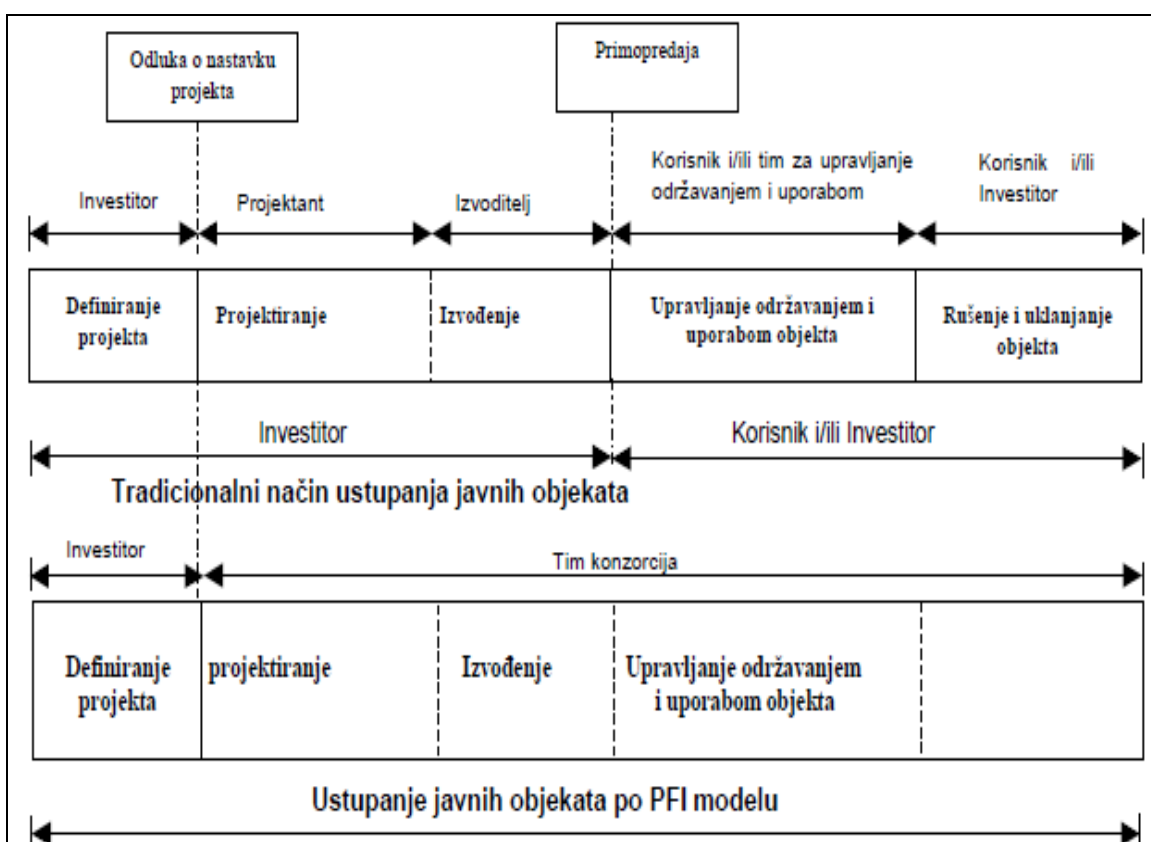 Odluka o nastavku
projekta
Primopredaja
Investitor
Projektant
Izvoditelj
Korisnik i/ili tim za upravljanje
održavanjem i uporabom
Korisnik i/ili
Investitor
Definiranje
projekta
Projektiranje
Izvođenje
Upravljanje održavanjem i
uporabom objekta
Rušenje i uklanjanje
objekta
Investitor
Korisnik i/ili Investitor
Tradicionalni način ustupanja javnih objekata
Investitor
Tim konzorcija
Definiranje
projekta
projektiranje
Izvođenje
Upravljanje održavanjem
i uporabom objekta
Ustupanje javnih objekata po PFI modelu